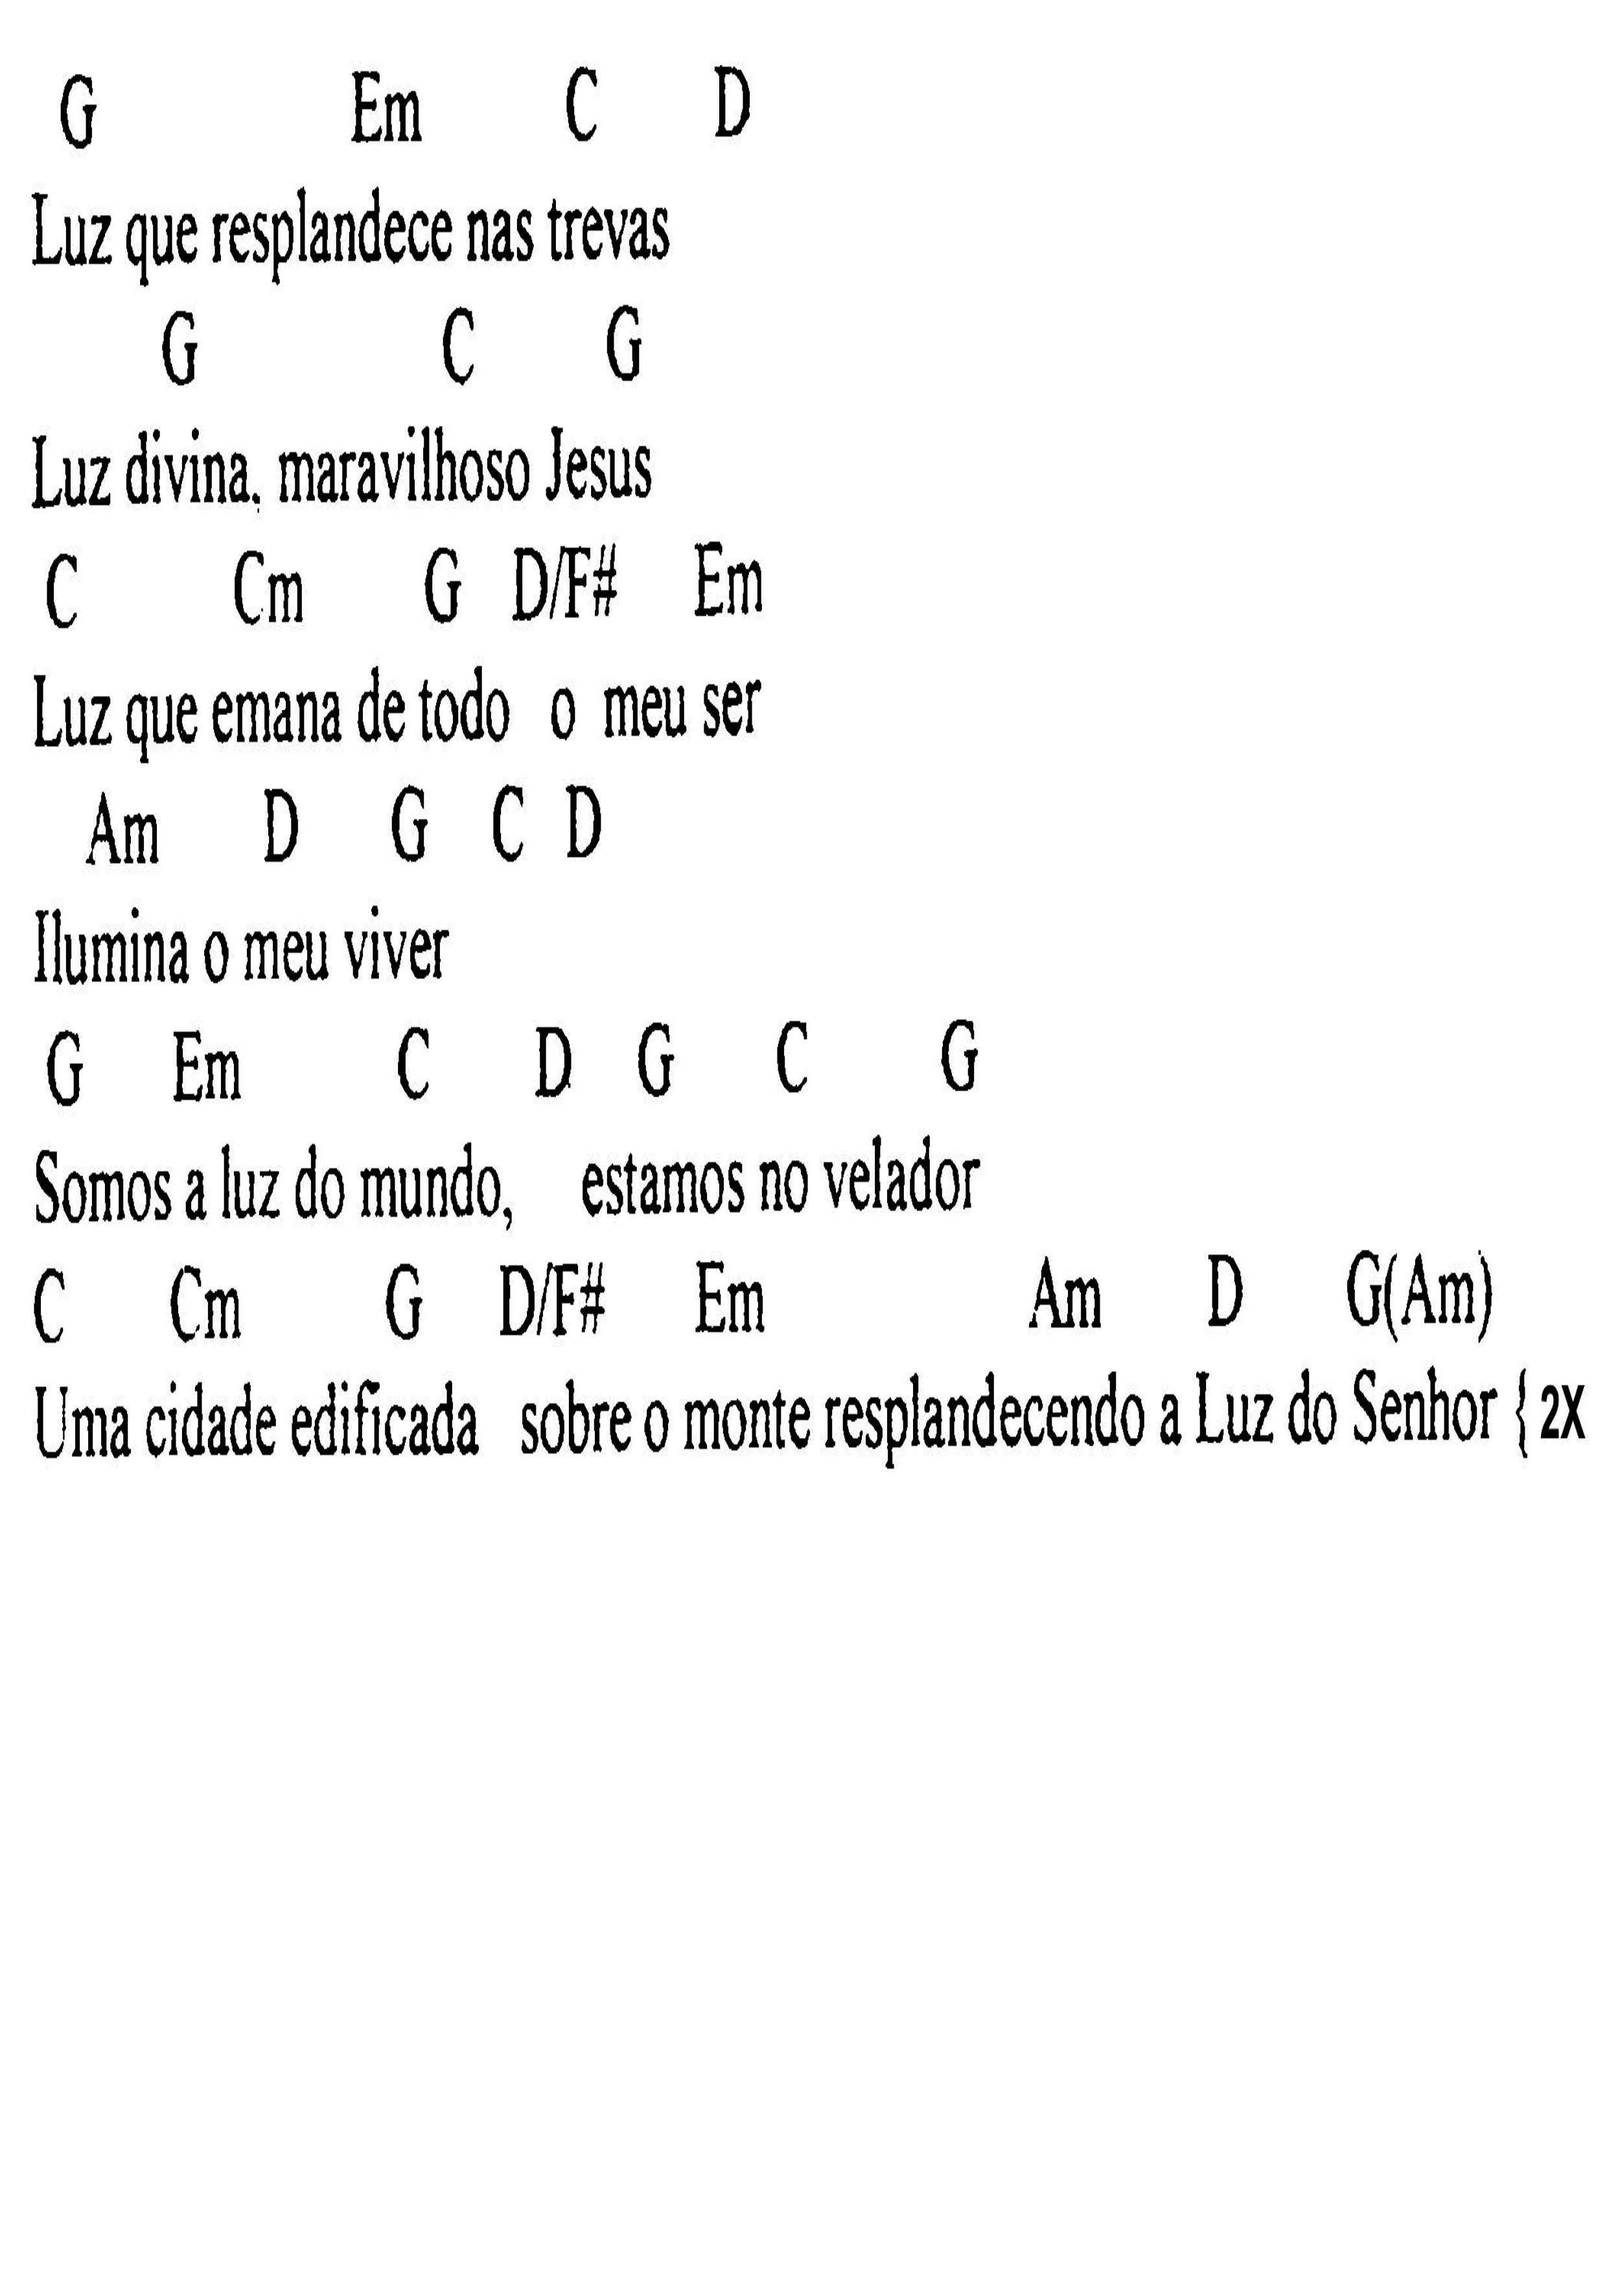 G Em C D
Luz que resplandece nas trevas
G C G
Luz divina, maravilhoso Jesus
C Cm G D/F# Em
Luz que emana de todo o meu ser
Am D G C D
Ilumina o meu viver
G Em C D G C G
Somos a luz do mundo, estamos no velador
C Cm G D/F# Em Am D G(Am)
Uma cidade edificada sobre o monte resplandecendo a Luz do Senhor { 2X